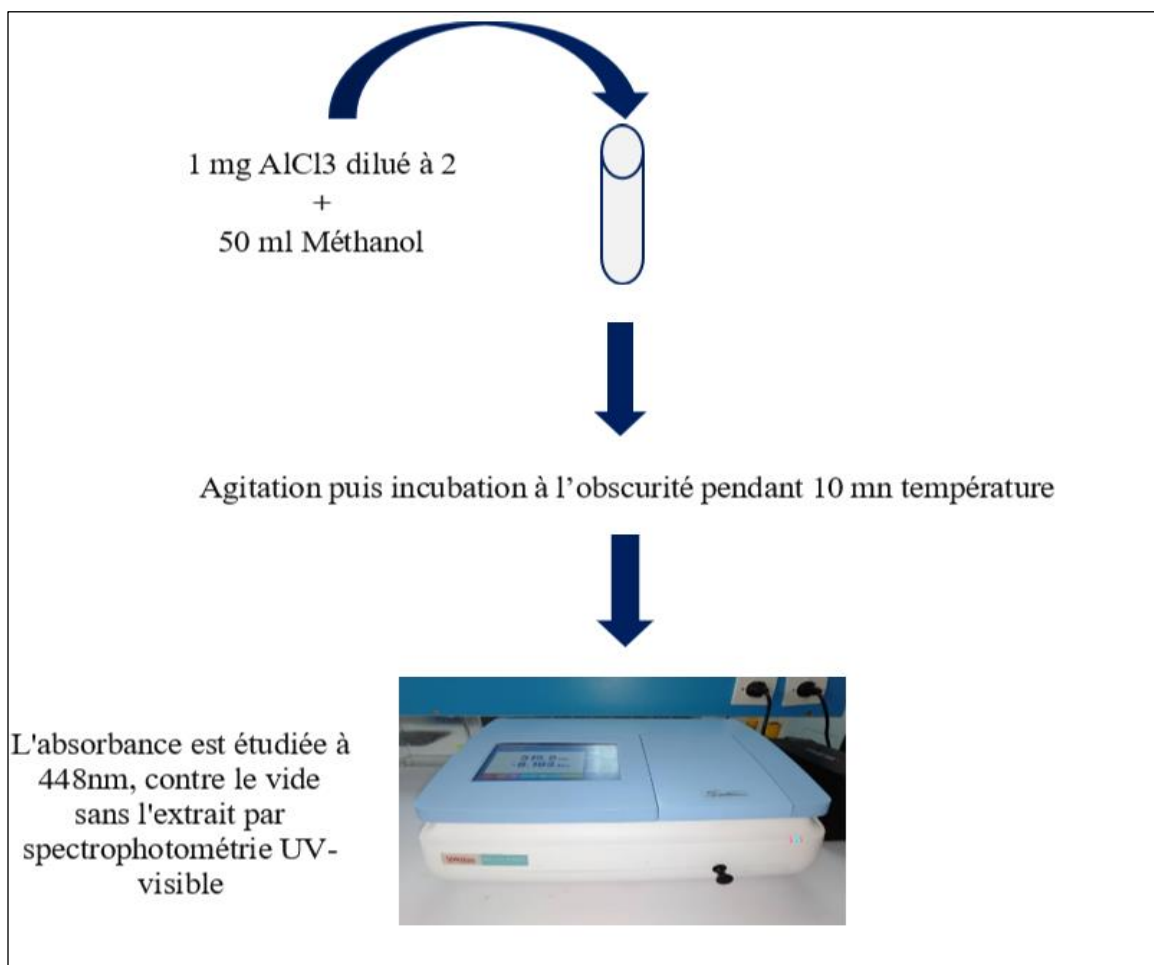 1 mg AlCl3 dilué à 2
+
50 ml Méthanol
Agitation puis incubation à l’obscurité pendant 10 mn température
L'absorbance est étudiée à
448nm, contre le vide
sans l'extrait par
spectrophotométrie UV-
visible